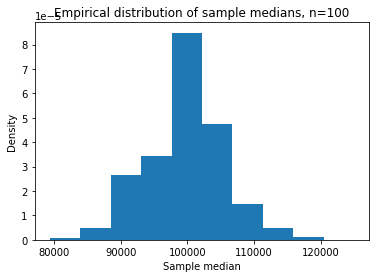 Empirical distribution of sample medians, n=100
1e−5
8
7
6
5
4
3
2
1
0
Density
80000 90000 100000 110000 120000
Sample median